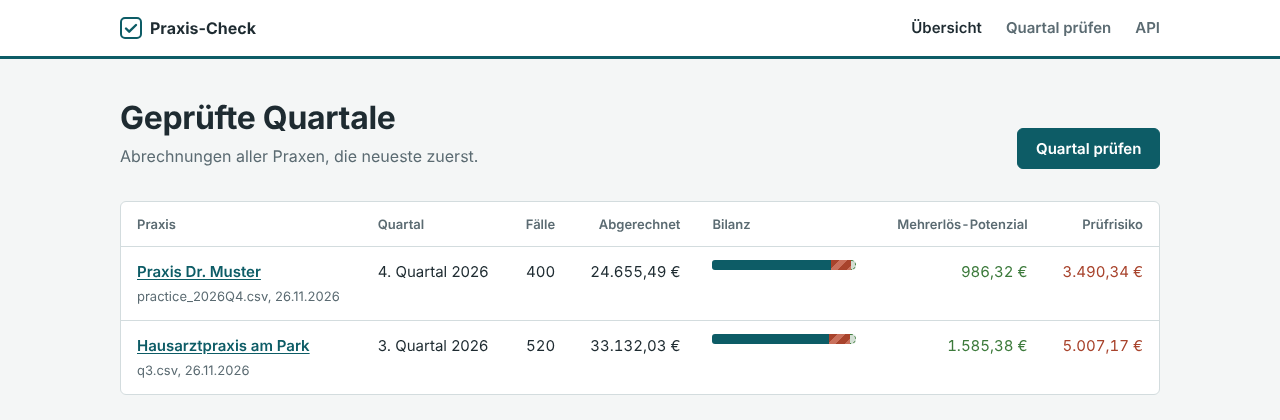 Praxis-Check
Übersicht Quartal prüfen API
Geprüfte Quartale
Abrechnungen aller Praxen, die neueste zuerst.
Quartal prüfen
Praxis Quartal Fälle Abgerechnet Bilanz Mehrerlös-Potenzial Prüfrisiko
Praxis Dr. Muster 4. Quartal 2026 400 24.655,49 € 986,32 € 3.490,34 €
practice_2026Q4.csv, 26.11.2026
Hausarztpraxis am Park 3. Quartal 2026 520 33.132,03 € 1.585,38 € 5.007,17 €
q3.csv, 26.11.2026